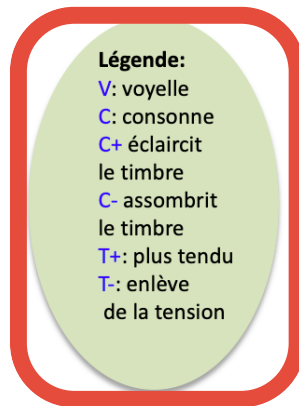 Légende:
V: voyelle
C: consonne
C+ éclaircit
le timbre
C- assombrit
le timbre
T+: plus tendu
T-: enlève
de la tension